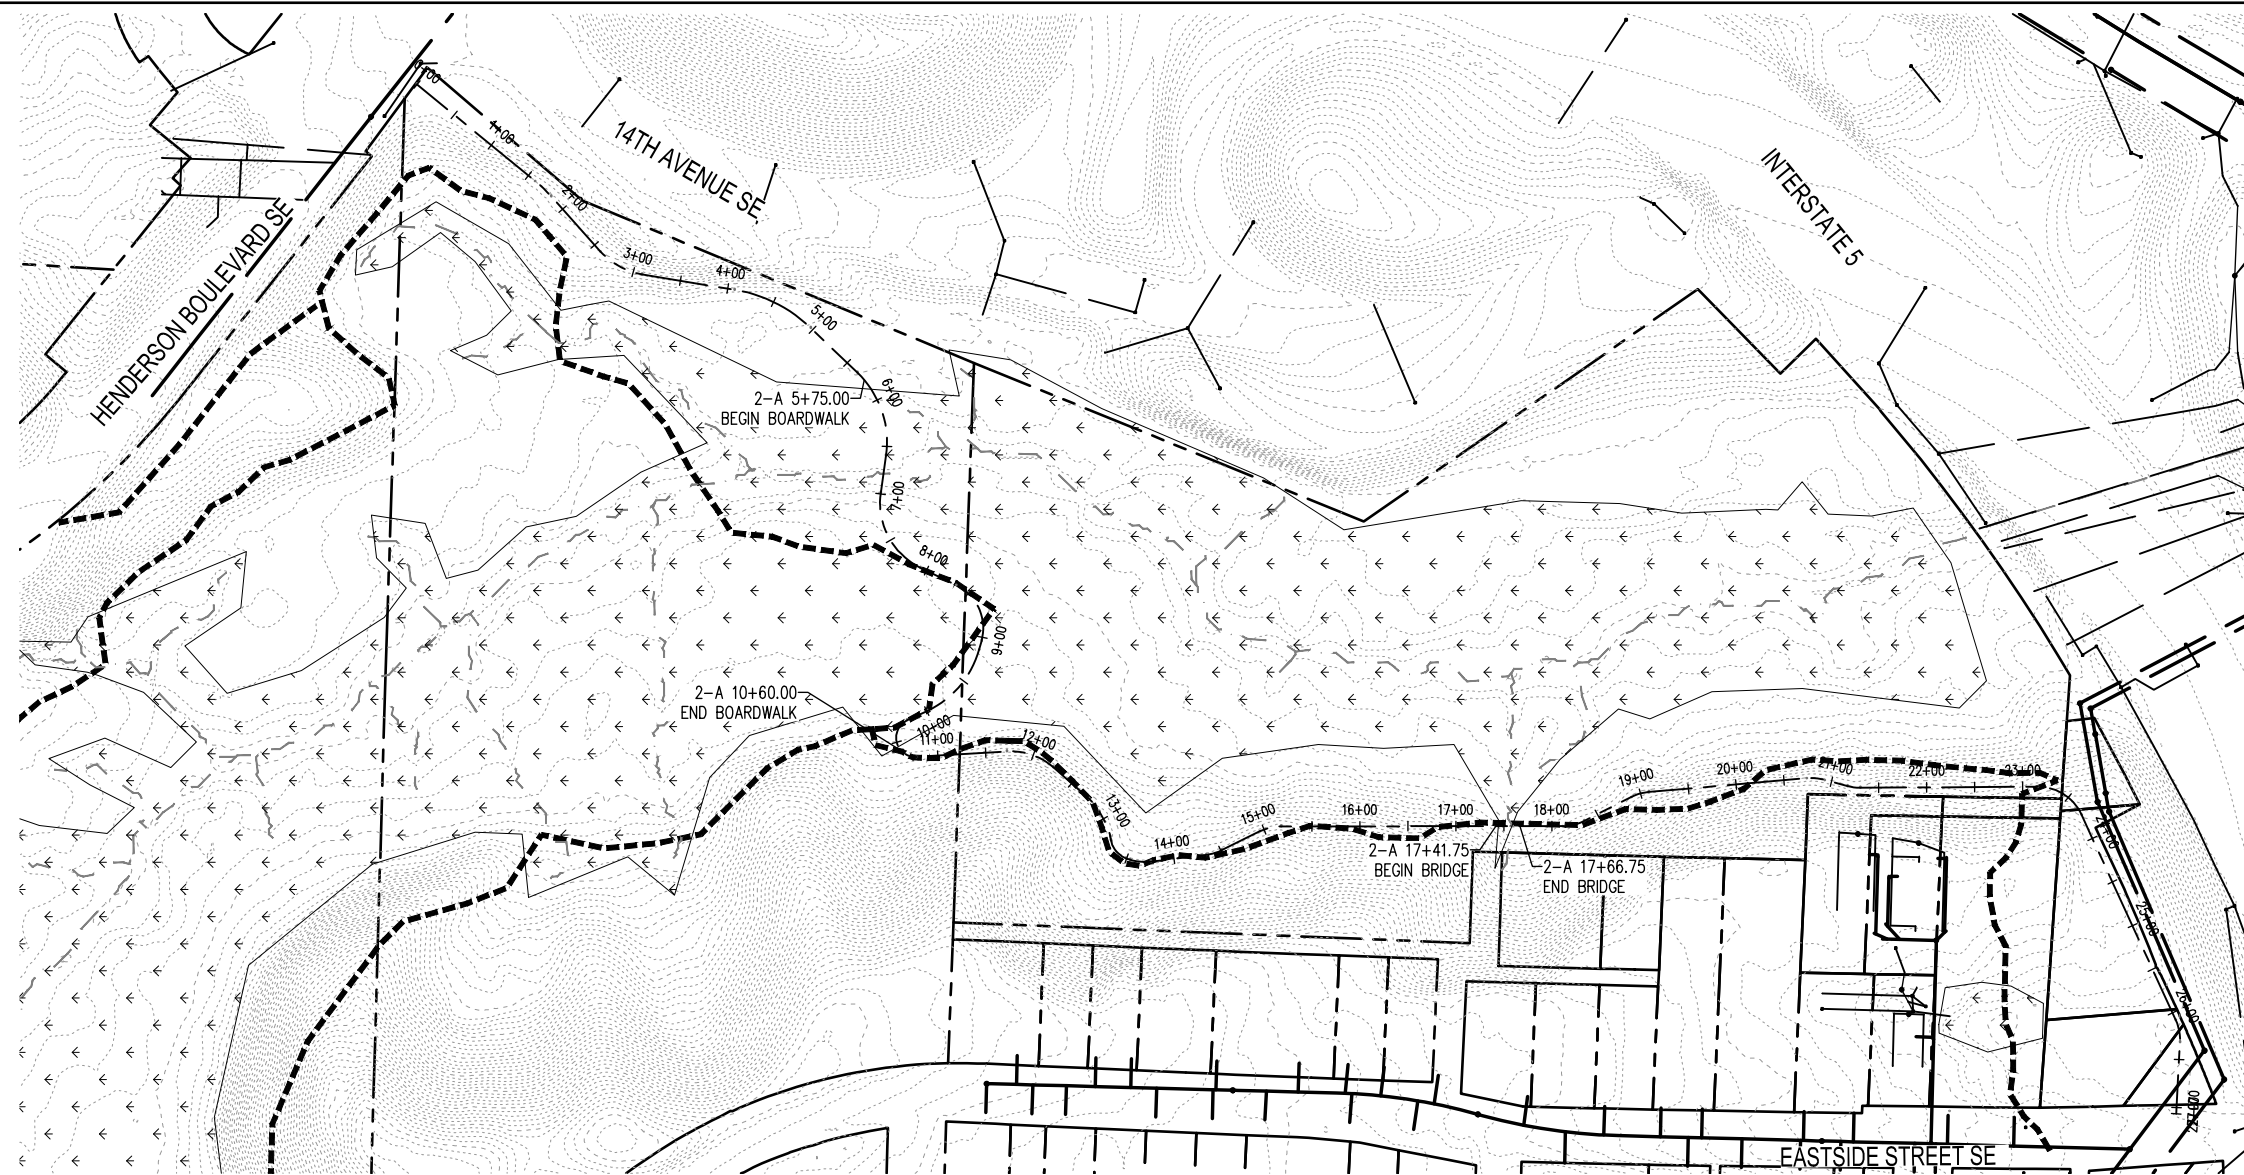 0+00
1+00
2+00
14TH AVENUE SE
INTERSTATE 5
HENDERSON BOULEVARD SE
3+00
4+00
5+00
6+00
2-A 5+75.00
BEGIN BOARDWALK
7+00
8+00
9+00
2-A 10+60.00
END BOARDWALK
10+00
11+00
12+00
13+00
14+00
15+00
16+00
17+00
18+00
19+00
20+00
21+00
22+00
23+00
24+00
2-A 17+41.75
BEGIN BRIDGE
2-A 17+66.75
END BRIDGE
25+00
26+00
EASTSIDE STREET SE